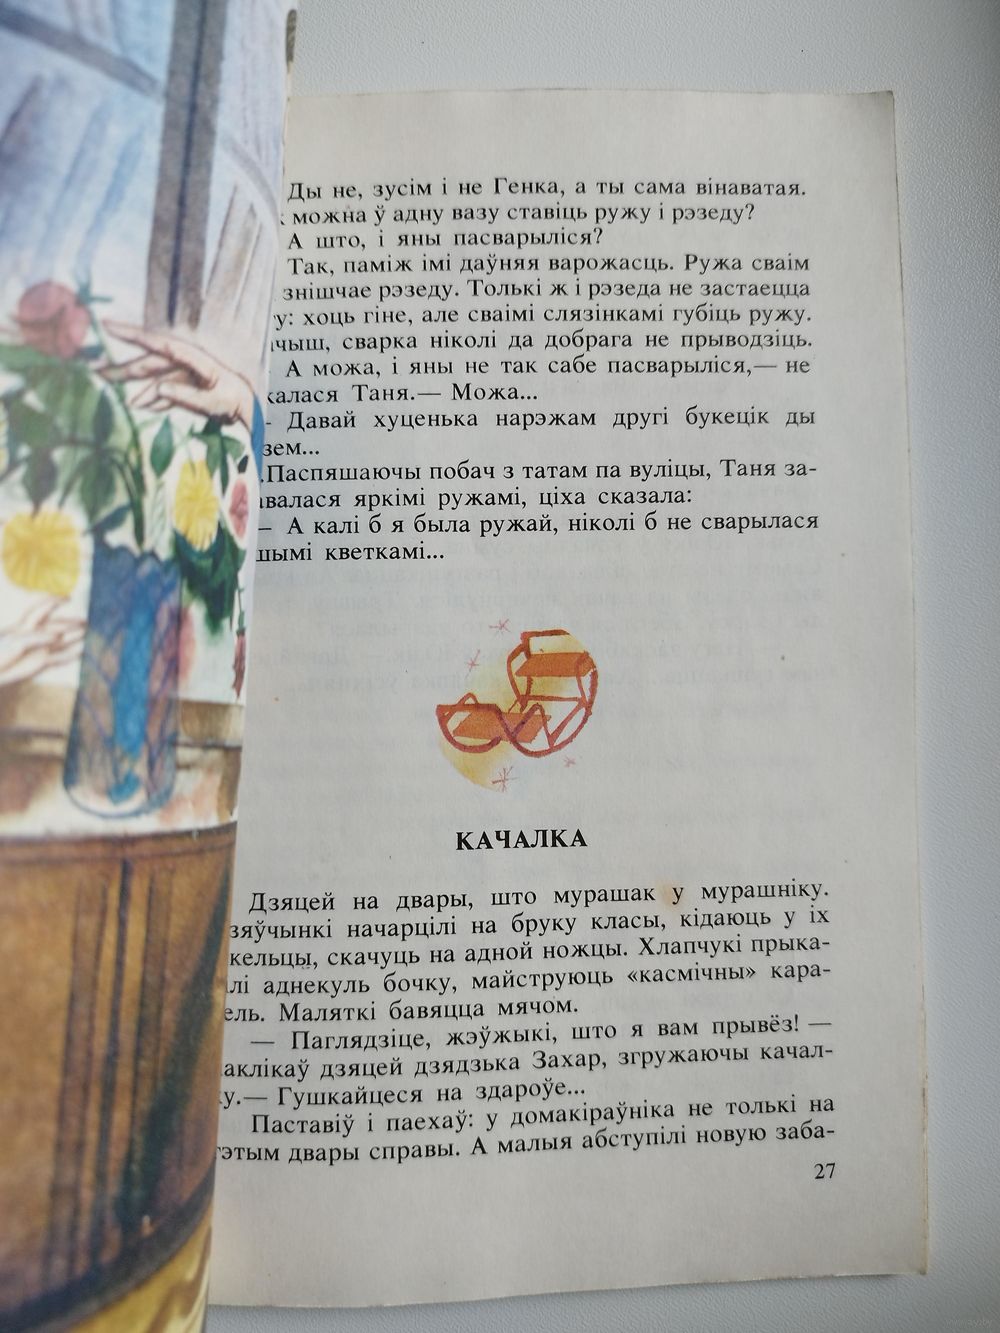 Ды не, зусім і не Генка, а ты сама вінаватая.
можна ў адну вазу ставіць ружу і рэзеду?
А што, і яны пасварыліся?
Так, паміж імі даўняя варожасць. Ружа сваім
знішчае рэзеду. Толькі ж і рэзеда не застаецца
хоць гіне, але сваімі слязінкамі губіць ружу.
сварка ніколі да добрага не прыводзіць.
А можа, і яны не так сабе пасварыліся,— не
Таня.— Можа...
— Давай хуценька нарэжам другі букецік ды
Паспяшаючы побач з татам па вуліцы, Таня за-
яркімі ружамі, ціха сказала:
— А калі б я была ружай, ніколі б не сварылася
кветкамі...
КАЧАЛКА
Дзяцей на двары, што мурашак у мурашніку.
зяўчынкі начарцілі на бруку класы, кідаюць у іх
кельцы, скачуць на адной ножцы. Хлапчукі прыка-
лі аднекуль бочку, майструюць «касмічны» кара-
ель. Маляткі бавяцца мячом.
— Паглядзіце, жэўжыкі, што я вам прывёз! —
аклікаў дзяцей дзядзька Захар, згружаючы качал-
у.— Гушкайцеся на здароўе...
Паставіў і паехаў: у домакіраўніка не толькі на
гэтым двары справы. А малыя абступілі новую заба-
27